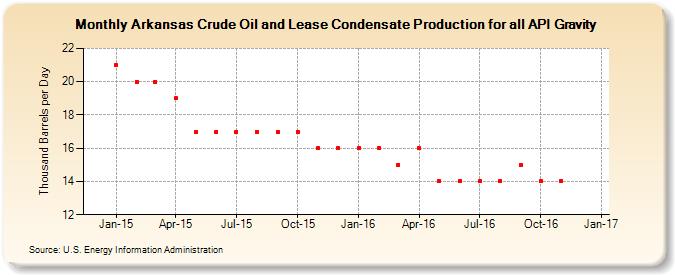 Monthly Arkansas Crude Oil and Lease Condensate Production for all API Gravity
Thousand Barrels per Day
22
20
18
16
14
12
Jan-15 Apr-15 Jul-15 Oct-15 Jan-16 Apr-16 Jul-16 Oct-16 Jan-17
Source: U.S. Energy Information Administration